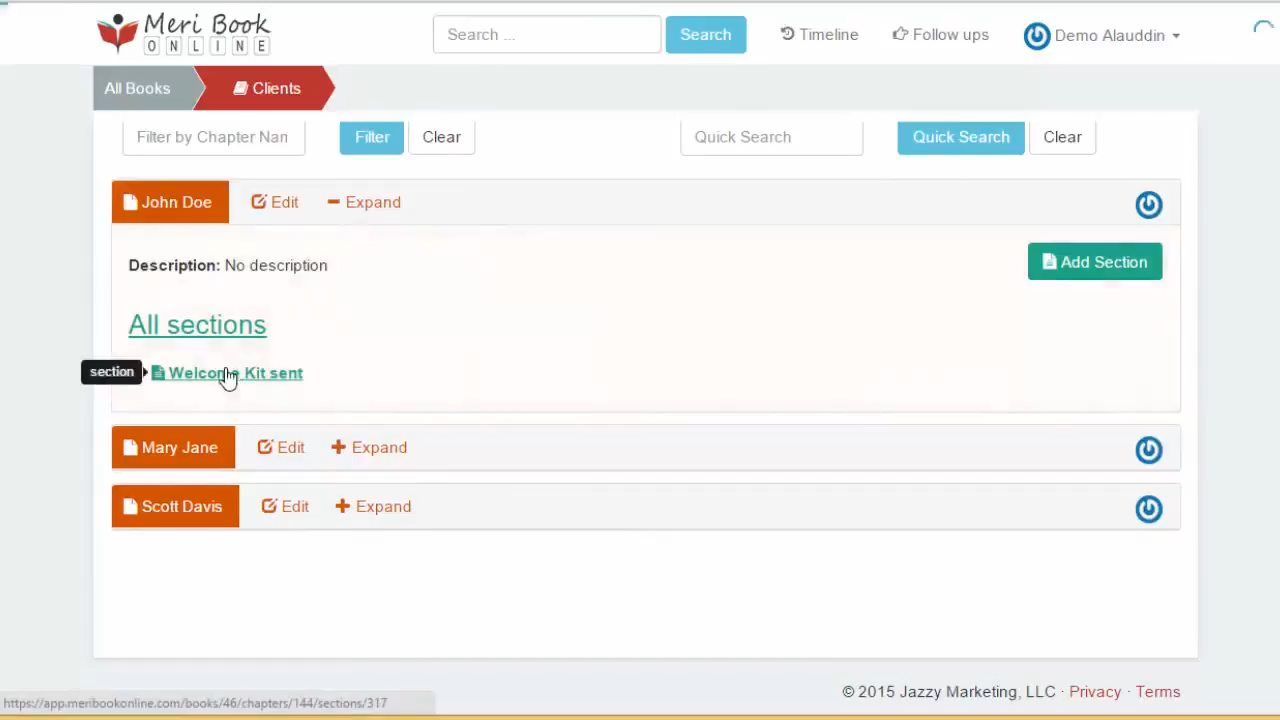 Meri Book
ONLINE
Search ...
Search
Timeline
Follow ups
Demo Alauddin
All Books
Clients
Filter by Chapter Nan
Filter
Clear
Quick Search
Quick Search
Clear
John Doe
Edit
Expand
Description: No description
Add Section
All sections
section
Welcome Kit sent
Mary Jane
Edit
Expand
Scott Davis
Edit
Expand
© 2015 Jazzy Marketing, LLC · Privacy · Terms
https://app.meribookonline.com/books/46/chapters/144/sections/317